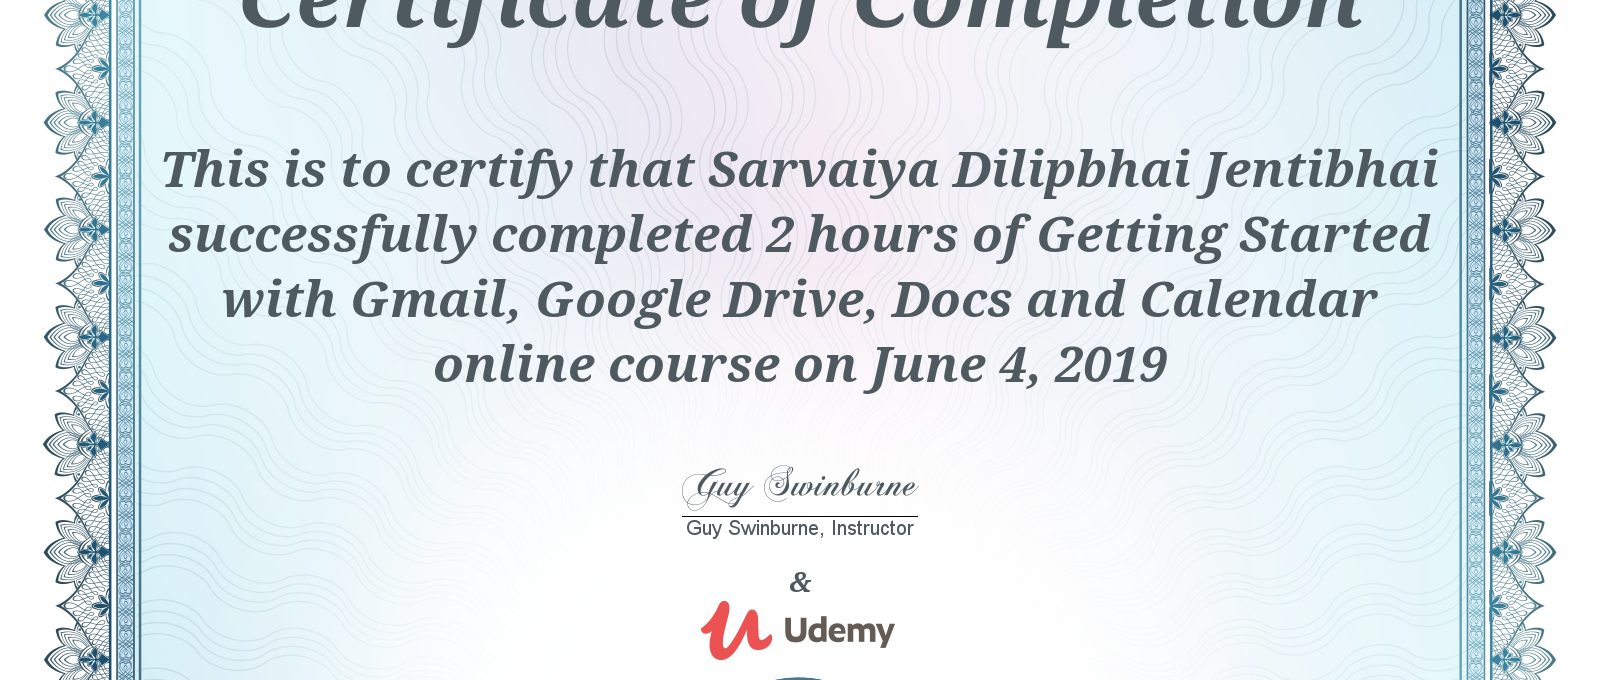 Certificate of Completion
This is to certify that Sarvaiya Dilipbhai Jentibhai
successfully completed 2 hours of Getting Started
with Gmail, Google Drive, Docs and Calendar
online course on June 4, 2019
Guy Swinburne
Guy Swinburne, Instructor
&
Udemy